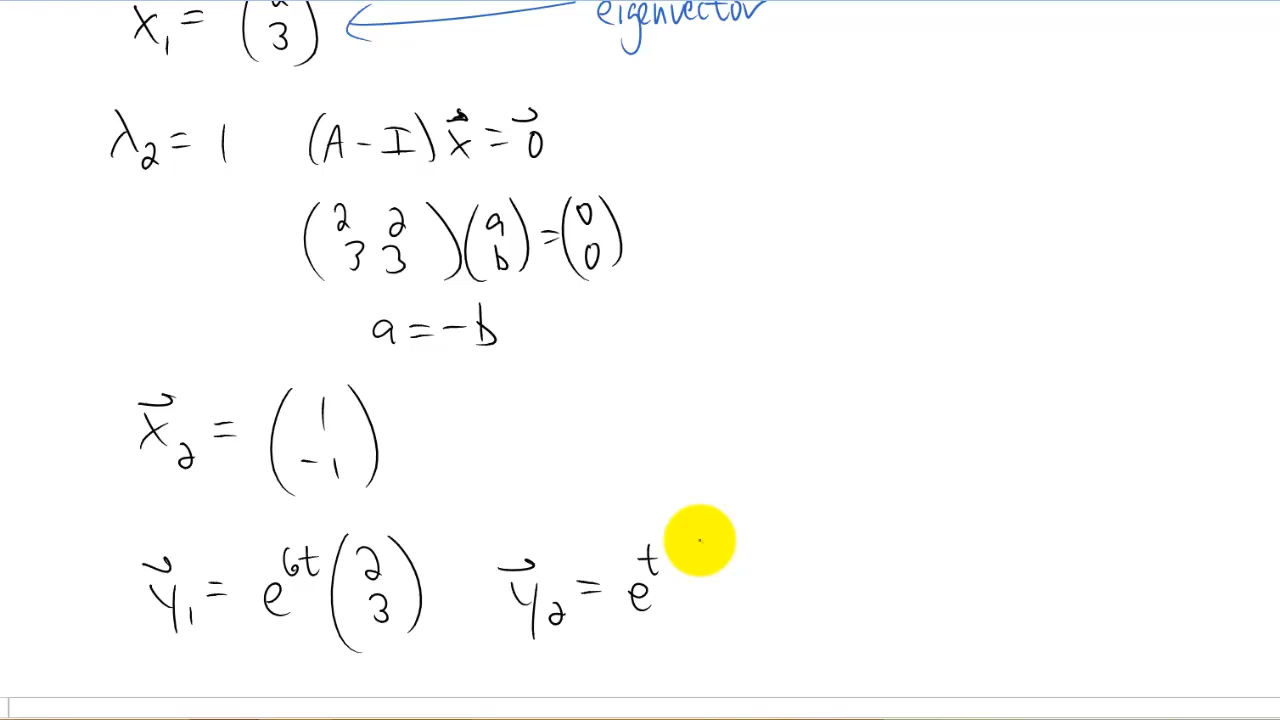 x₁ = (2 3) eigenvector
λ₂ = 1 (A - I) x⃗ = 0⃗
(2 2 3 3)(a b) = (0 0)
a = -b
x⃗₂ = (1 -1)
y⃗₁ = e^6t (2 3) y⃗₂ = e^t